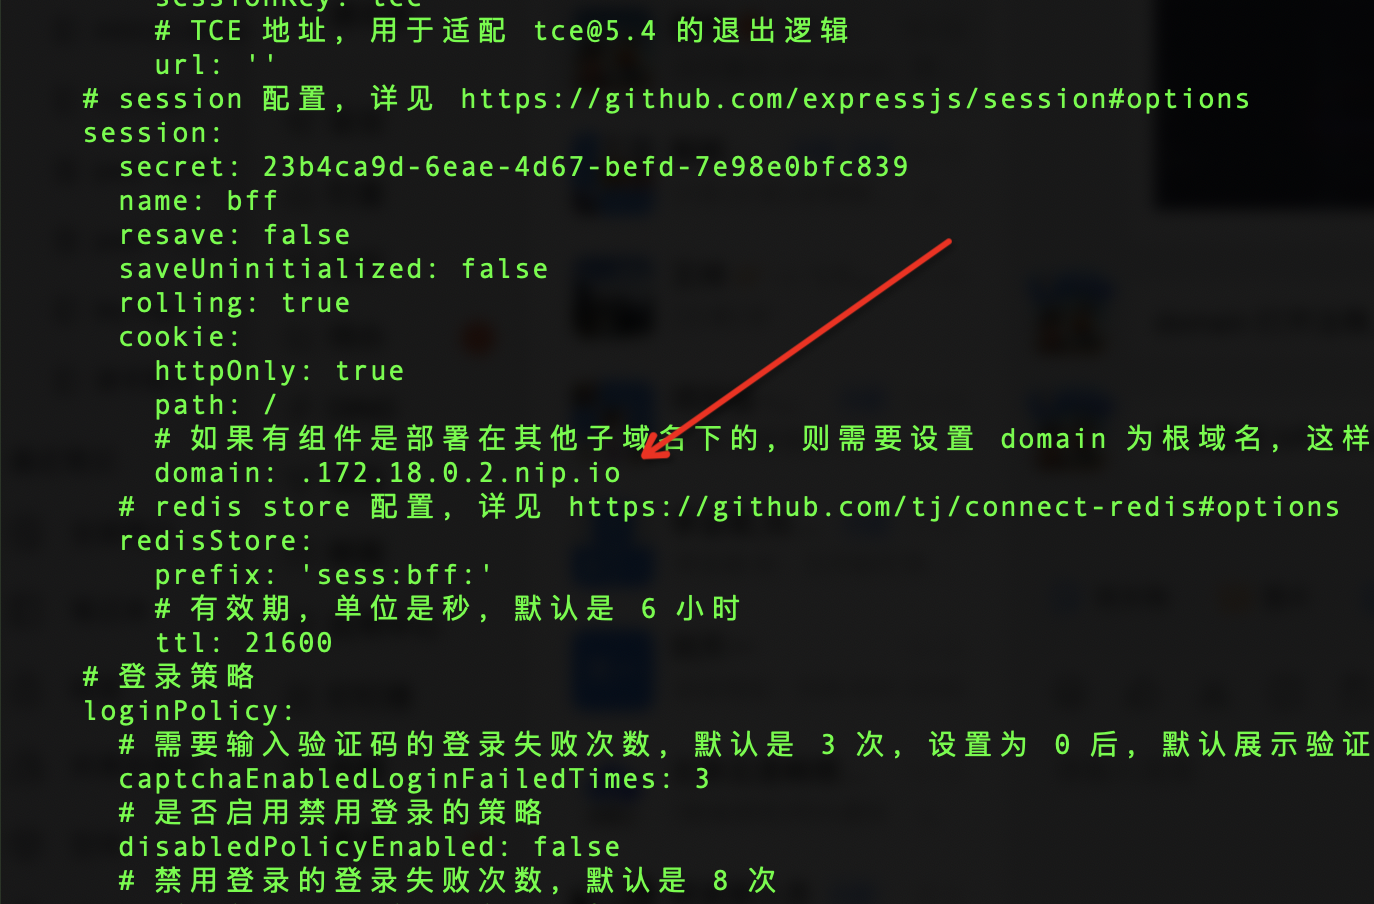 sessionKey: tce
# TCE 地址, 用于适配 tce@5.4 的退出逻辑
url: ''
# session 配置, 详见 https://github.com/expressjs/session#options
session:
secret: 23b4ca9d-6eae-4d67-befd-7e98e0bfc839
name: bff
resave: false
saveUninitialized: false
rolling: true
cookie:
httpOnly: true
path: /
# 如果有组件是部署在其他子域名下的, 则需要设置 domain 为根域名, 这样
domain: .172.18.0.2.nip.io
# redis store 配置, 详见 https://github.com/tj/connect-redis#options
redisStore:
prefix: 'sess:bff:'
# 有效期, 单位是秒, 默认是 6 小时
ttl: 21600
# 登录策略
loginPolicy:
# 需要输入验证码的登录失败次数, 默认是 3 次, 设置为 0 后, 默认展示验证
captchaEnabledLoginFailedTimes: 3
# 是否启用禁用登录的策略
disabledPolicyEnabled: false
# 禁用登录的登录失败次数, 默认是 8 次